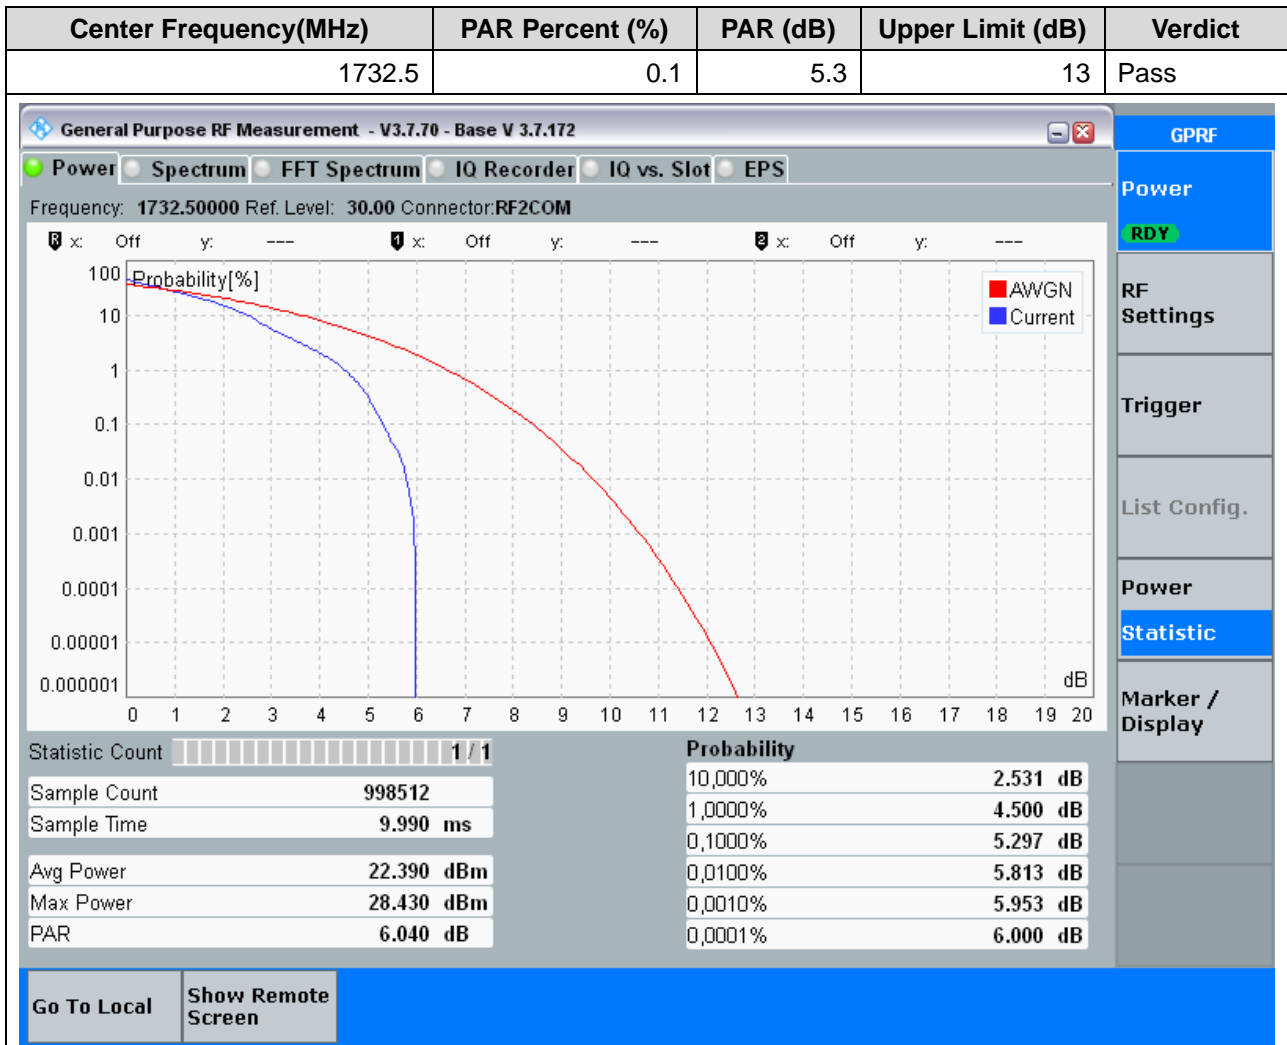 Center Frequency(MHz) PAR Percent (%) PAR (dB) Upper Limit (dB) Verdict
1732.5 0.1 5.3 13 Pass
General Purpose RF Measurement - V3.7.70 - Base V 3.7.172
GPRF
Power Spectrum FFT Spectrum IQ Recorder IQ vs. Slot EPS
Power
RDY
Frequency: 1732.50000 Ref. Level: 30.00 Connector:RF2COM
R x: Off y: --- 1 x: Off y: --- 2 x: Off y: ---
Probability[%]
AWGN
Current
100
10
1
0.1
0.01
0.001
0.0001
0.00001
0.000001
dB
0 1 2 3 4 5 6 7 8 9 10 11 12 13 14 15 16 17 18 19 20
RF
Settings
Trigger
List Config.
Power
Statistic
Marker /
Display
Statistic Count 1 / 1
Sample Count 998512
Sample Time 9.990 ms
Avg Power 22.390 dBm
Max Power 28.430 dBm
PAR 6.040 dB
Probability
10,000% 2.531 dB
1,0000% 4.500 dB
0,1000% 5.297 dB
0,0100% 5.813 dB
0,0010% 5.953 dB
0,0001% 6.000 dB
Go To Local
Show Remote
Screen